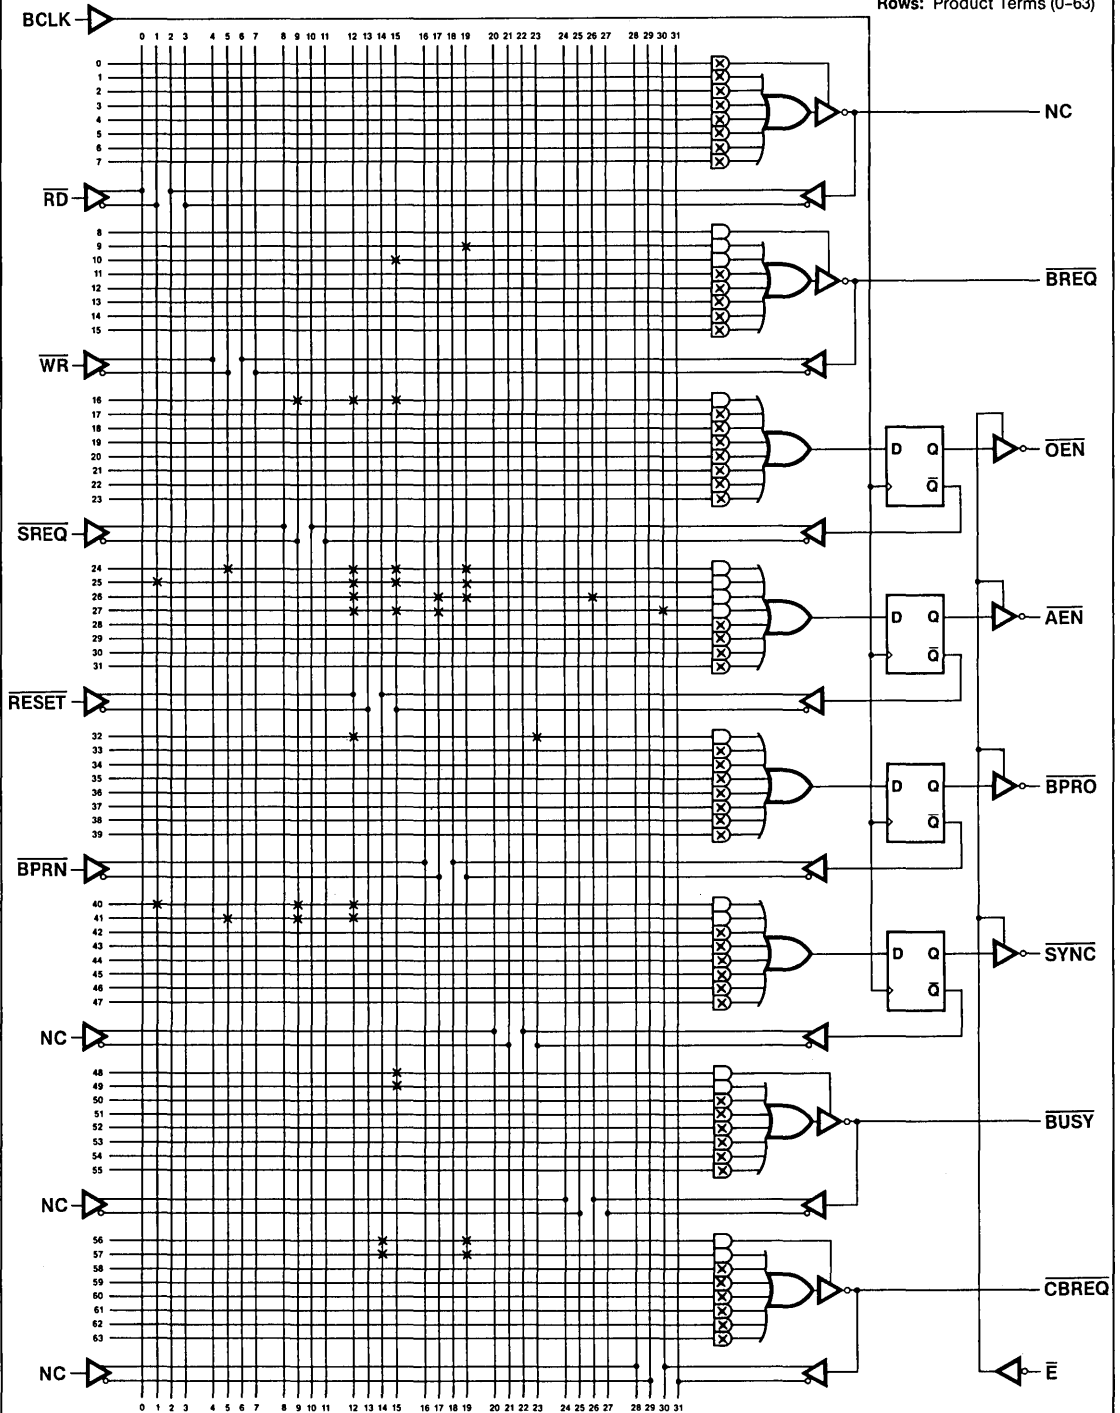 Rows: Product Terms (0–63)
BCLK
0 1 2 3 4 5 6 7 8 9 10 11 12 13 14 15 16 17 18 19 20 21 22 23 24 25 26 27 28 29 30 31
0
1
2
3
4
5
6
7
NC
RD
8
9
10
11
12
13
14
15
BREQ
WR
16
17
18
19
20
21
22
23
D Q
Q
OEN
SREQ
24
25
26
27
28
29
30
31
D Q
Q
AEN
RESET
32
33
34
35
36
37
38
39
D Q
Q
BPRO
BPRN
40
41
42
43
44
45
46
47
D Q
Q
SYNC
NC
48
49
50
51
52
53
54
55
BUSY
NC
56
57
58
59
60
61
62
63
CBREQ
NC
E
0 1 2 3 4 5 6 7 8 9 10 11 12 13 14 15 16 17 18 19 20 21 22 23 24 25 26 27 28 29 30 31